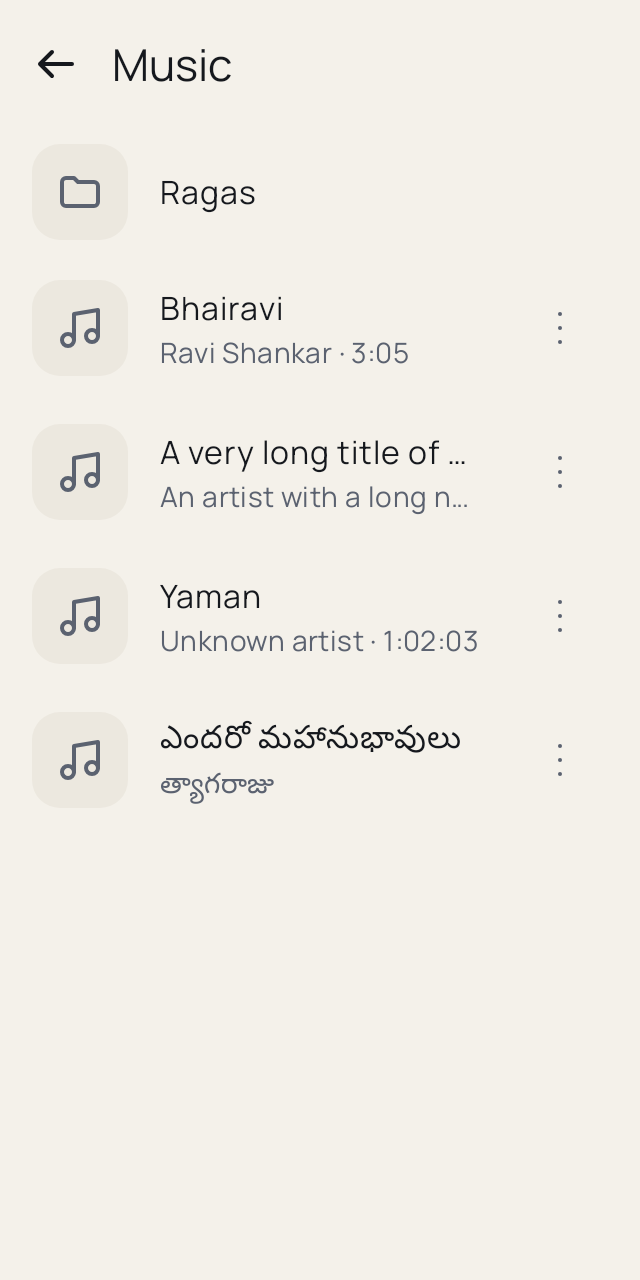 Music
Ragas
Bhairavi
Ravi Shankar · 3:05
A very long title of …
An artist with a long n…
Yaman
Unknown artist · 1:02:03
ఎందరో మహానుభావులు
త్యాగరాజు